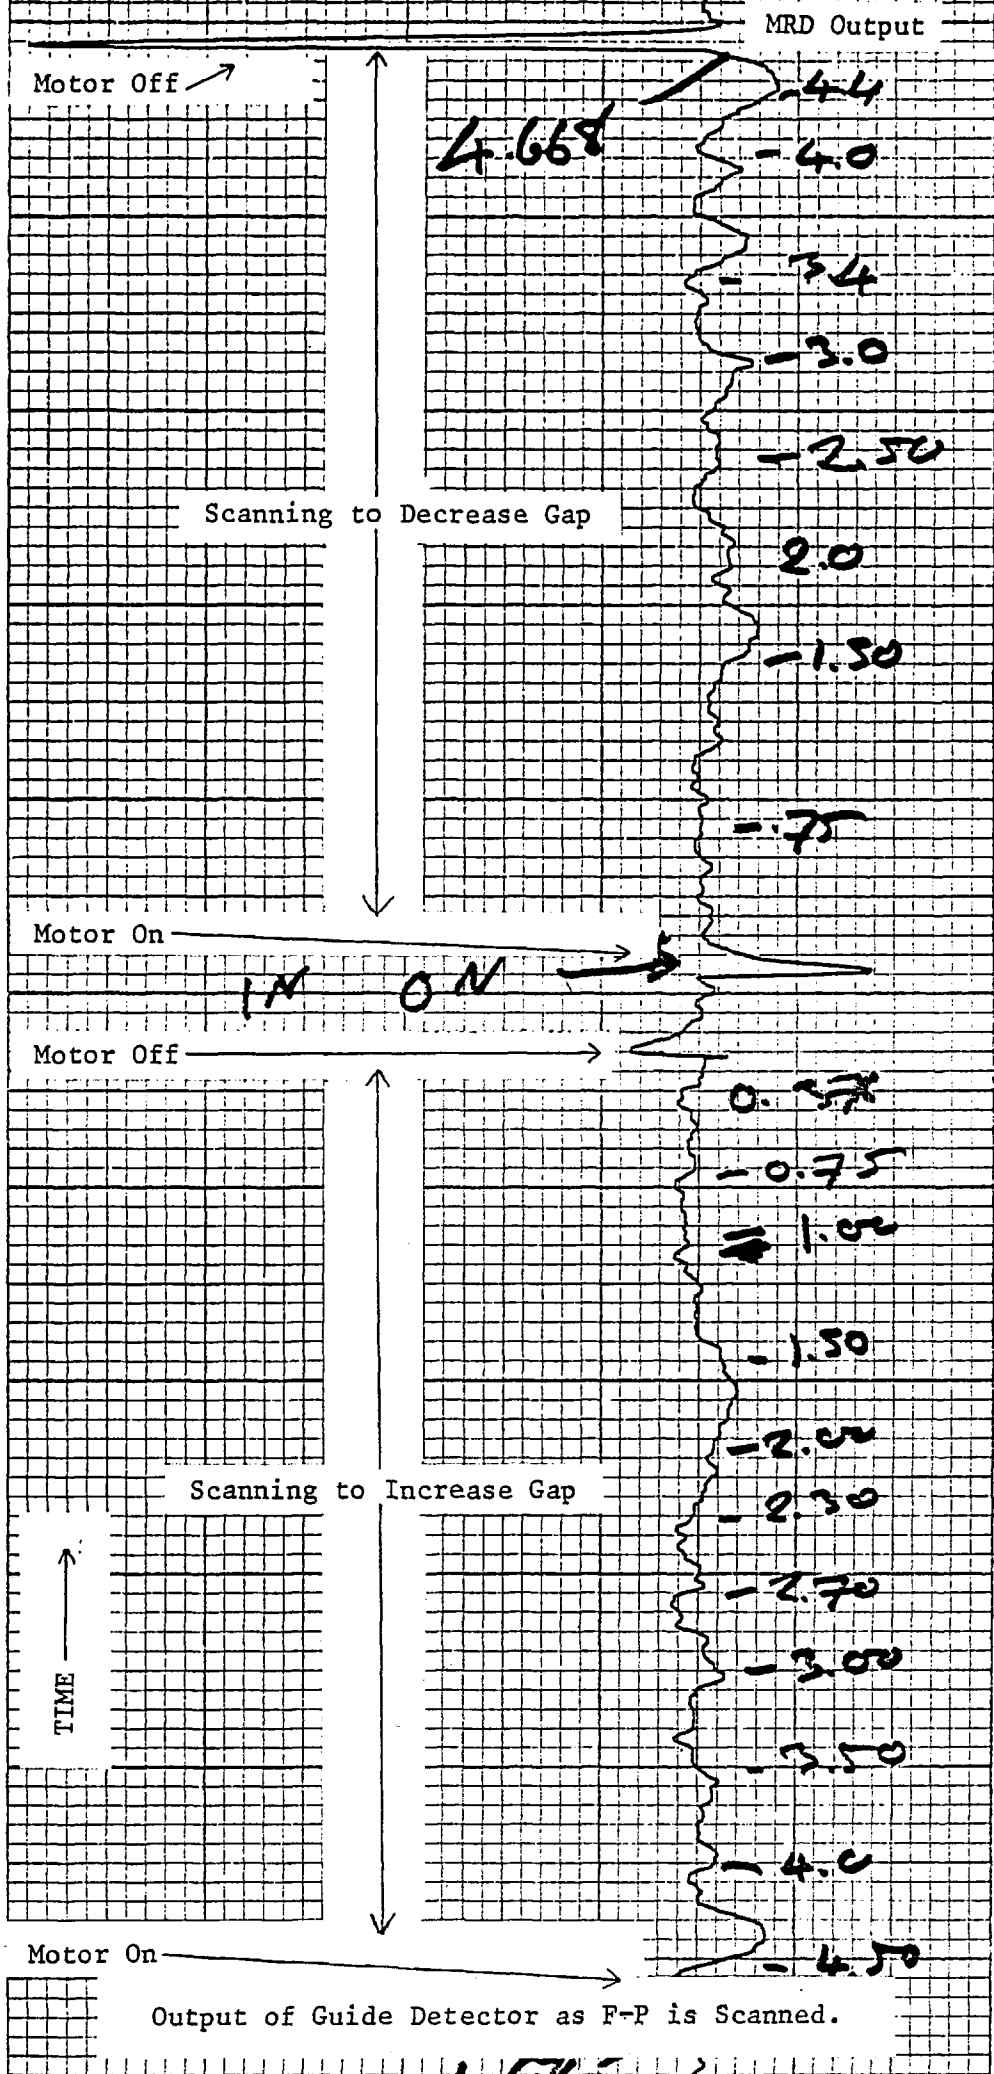 MRD Output
Motor Off
-44
4.668
- 4.0
- 3.4
- 3.0
- 2.50
Scanning to Decrease Gap
2.0
- 1.50
- .75
Motor On
IN ON
Motor Off
0.
- 0.75
1.00
- 1.50
- 2.00
Scanning to Increase Gap
- 2.30
- 2.70
TIME
- 3.00
- 3.50
- 4.0
Motor On
- 4.50
Output of Guide Detector as F-P is Scanned.